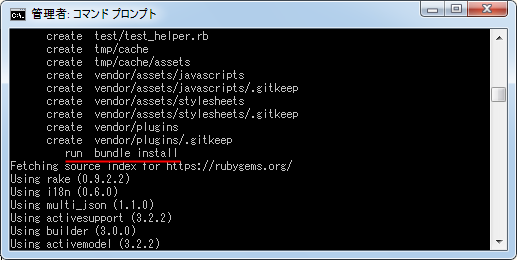 管理者: コマンド プロンプト
create test/test_helper.rb
create tmp/cache
create tmp/cache/assets
create vendor/assets/javascripts
create vendor/assets/javascripts/.gitkeep
create vendor/assets/stylesheets
create vendor/assets/stylesheets/.gitkeep
create vendor/plugins
create vendor/plugins/.gitkeep
run bundle install
Fetching source index for https://rubygems.org/
Using rake (0.9.2.2)
Using i18n (0.6.0)
Using multi_json (1.1.0)
Using activesupport (3.2.2)
Using builder (3.0.0)
Using activemodel (3.2.2)